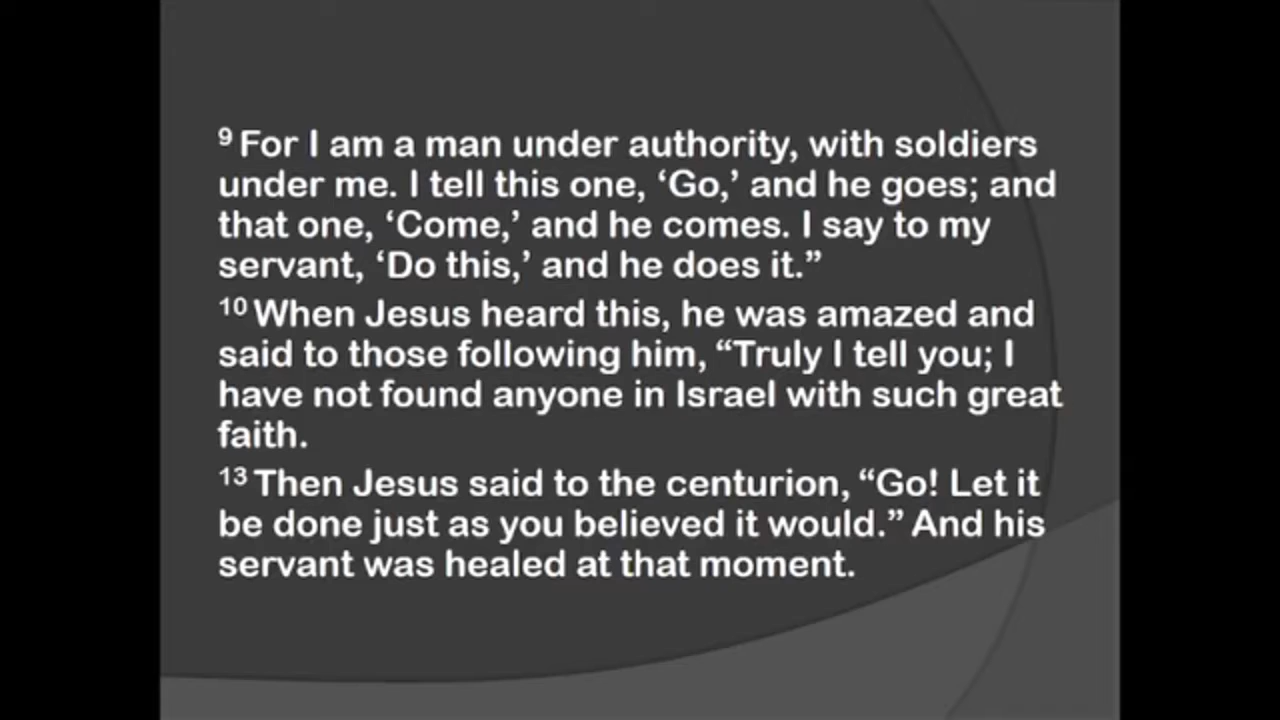 9 For I am a man under authority, with soldiers
under me. I tell this one, ‘Go,’ and he goes; and
that one, ‘Come,’ and he comes. I say to my
servant, ‘Do this,’ and he does it.”
10 When Jesus heard this, he was amazed and
said to those following him, “Truly I tell you; I
have not found anyone in Israel with such great
faith.
13 Then Jesus said to the centurion, “Go! Let it
be done just as you believed it would.” And his
servant was healed at that moment.